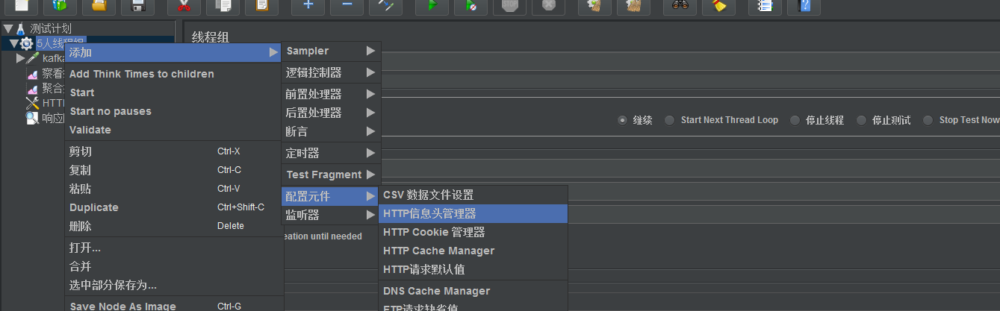 测试计划
5人线程组
线程组
添加
Sampler
kafka
Add Think Times to children
逻辑控制器
察看
聚合
Start
前置处理器
HTTP
Start no pauses
后置处理器
响应
继续
Start Next Thread Loop
停止线程
停止测试
Stop Test Now
Validate
断言
剪切
Ctrl-X
定时器
复制
Ctrl-C
Test Fragment
粘贴
Ctrl-V
配置元件
CSV 数据文件设置
Duplicate
Ctrl+Shift-C
监听器
HTTP信息头管理器
删除
Delete
HTTP Cookie 管理器
eation until needed
打开...
HTTP Cache Manager
合并
HTTP请求默认值
选中部分保存为...
DNS Cache Manager
Save Node As Image
Ctrl-G
FTP请求缺省值